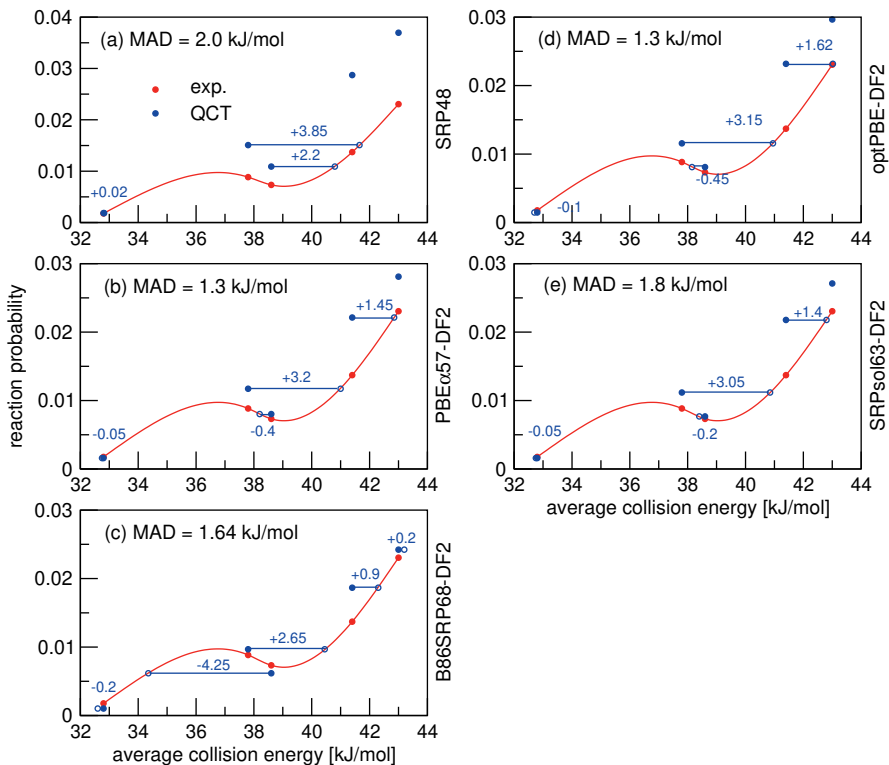 (a) MAD = 2.0 kJ/mol
exp.
QCT
+3.85
+2.2
+0.02
0.04
0.03
0.02
0.01
0
32 34 36 38 40 42 44
SRP48
(d) MAD = 1.3 kJ/mol
+1.62
+3.15
-0.45
-0.1
0.03
0.02
0.01
0
32 34 36 38 40 42 44
optPBE-DF2
(b) MAD = 1.3 kJ/mol
+1.45
+3.2
-0.4
-0.05
0.03
0.02
0.01
0
32 34 36 38 40 42 44
PBEα57-DF2
reaction probability
(e) MAD = 1.8 kJ/mol
+1.4
+3.05
-0.2
-0.05
0.03
0.02
0.01
0
32 34 36 38 40 42 44
average collision energy [kJ/mol]
SRPsol63-DF2
(c) MAD = 1.64 kJ/mol
+0.2
+0.9
+2.65
-4.25
-0.2
0.03
0.02
0.01
0
32 34 36 38 40 42 44
average collision energy [kJ/mol]
B86SRP68-DF2